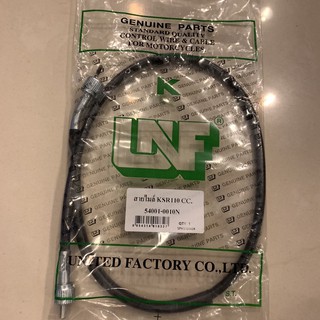 GENUINE PARTS
STANDARD QUALITY
CONTROL WIRE & CABLE
FOR MOTORCYCLES
UNF
®
สายไมล์ KSR110 CC.
54001-0010N
UNITED FACTORY CO.,LTD.